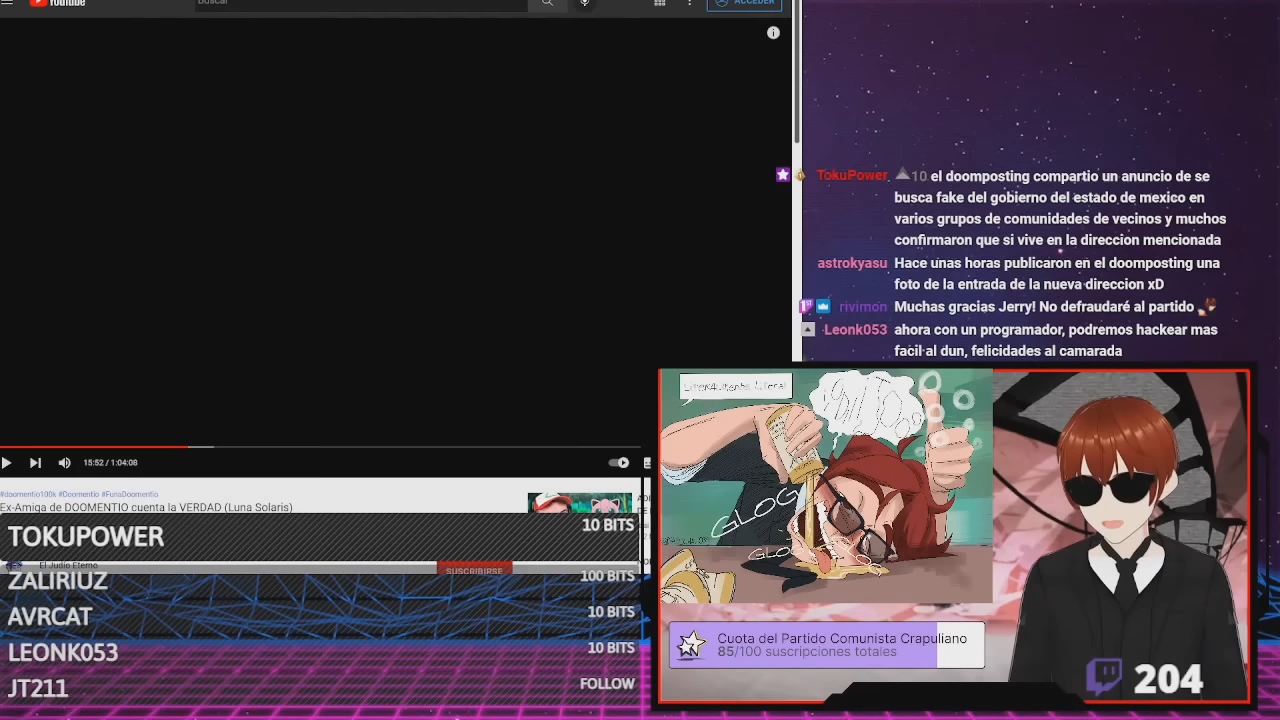 YouTube
Buscar
ACCEDER
TokuPower 10 el doomposting compartio un anuncio de se
busca fake del gobierno del estado de mexico en
varios grupos de comunidades de vecinos y muchos
confirmaron que si vive en la direccion mencionada
astrokyasu Hace unas horas publicaron en el doomposting una
foto de la entrada de la nueva direccion xD
rivimon Muchas gracias Jerry! No defraudaré al partido
Leonk053 ahora con un programador, podremos hackear mas
facil al dun, felicidades al camarada
15:52 / 1:04:08
#doomentio100k #Doomentio #FunaDoomentio
Ex-Amiga de DOOMENTIO cuenta la VERDAD (Luna Solaris)
TOKUPOWER 10 BITS
El Judio Eterno
SUSCRIBIRSE
ZALIRIUZ 100 BITS
AVRCAT 10 BITS
LEONK053 10 BITS
JT211 FOLLOW
GLOG
GLO
Cuota del Partido Comunista Crapuliano
85/100 suscripciones totales
204